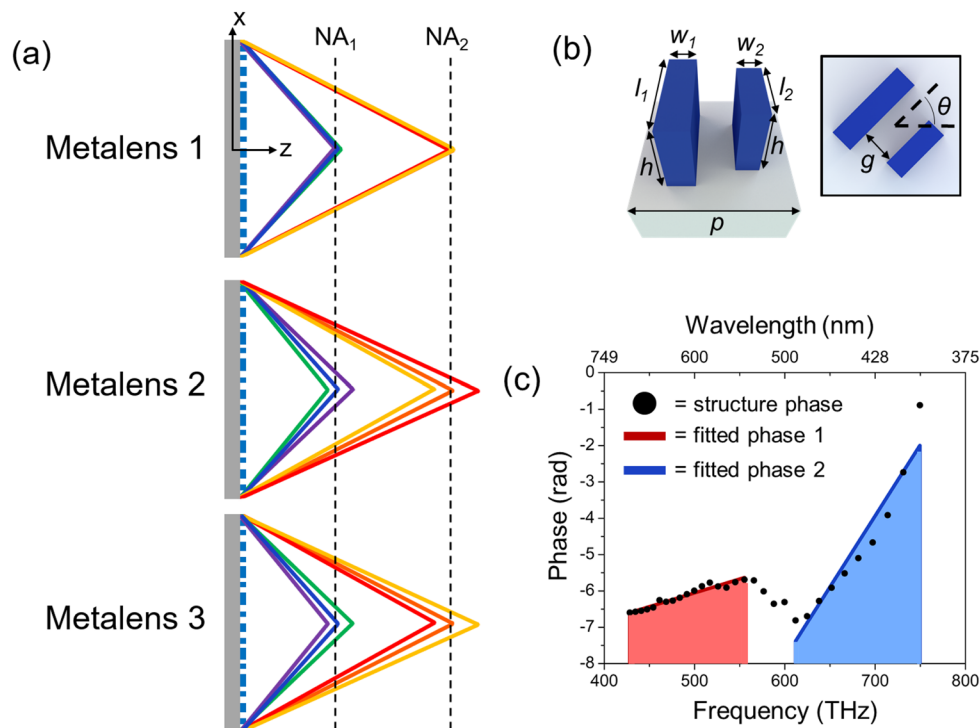 (a)
x
z
NA₁
NA₂
Metalens 1
Metalens 2
Metalens 3
(b)
w₁
w₂
l₁
l₂
h
h
p
θ
g
(c)
Wavelength (nm)
749 600 500 428 375
= structure phase
= fitted phase 1
= fitted phase 2
Phase (rad)
0
-1
-2
-3
-4
-5
-6
-7
-8
400 500 600 700 800
Frequency (THz)